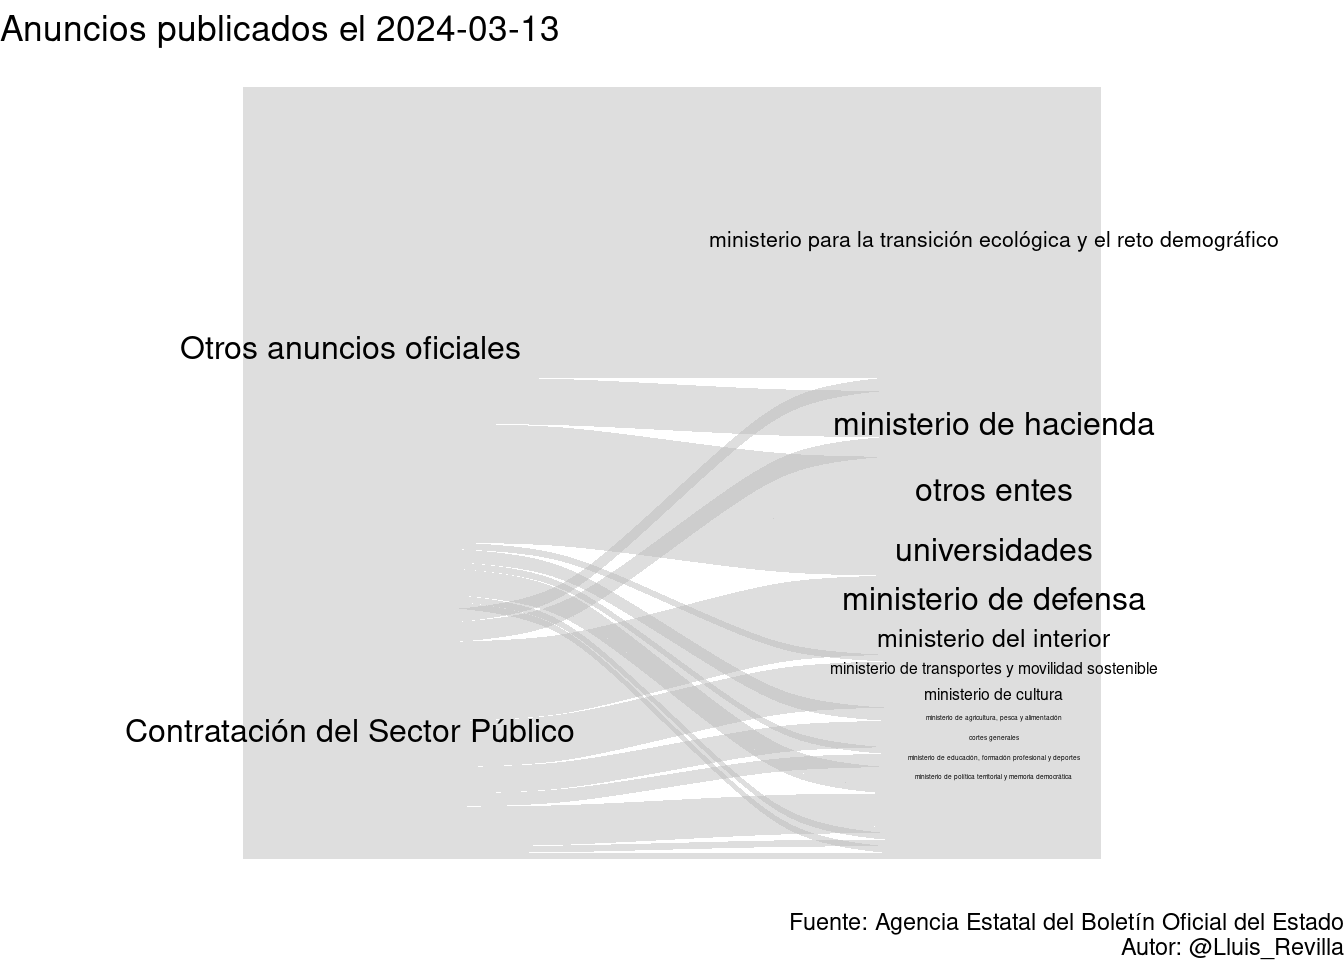 Anuncios publicados el 2024-03-13
ministerio para la transición ecológica y el reto demográfico
Otros anuncios oficiales
ministerio de hacienda
otros entes
universidades
ministerio de defensa
ministerio del interior
ministerio de transportes y movilidad sostenible
ministerio de cultura
ministerio de agricultura, pesca y alimentación
Contratación del Sector Público
cortes generales
ministerio de educación, formación profesional y deportes
ministerio de política territorial y memoria democrática
Fuente: Agencia Estatal del Boletín Oficial del Estado
Autor: @Lluis_Revilla